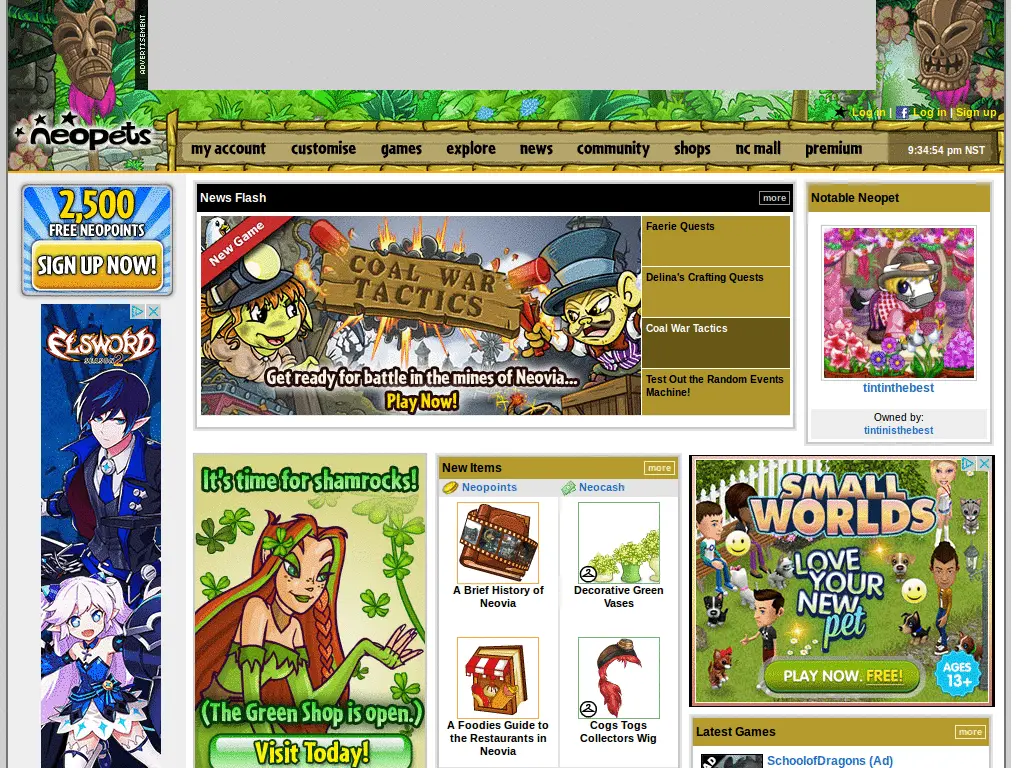 ADVERTISEMENT
neopets
Log in | Log in | Sign up
my account customise games explore news community shops nc mall premium
9:34:54 pm NST
2,500
FREE NEOPOINTS
SIGN UP NOW!
ELSWORD
SEASON 2
News Flash more
New Game
COAL WAR
TACTICS
Get ready for battle in the mines of Neovia...
Play Now!
Faerie Quests
Delina's Crafting Quests
Coal War Tactics
Test Out the Random Events
Machine!
Notable Neopet
tintinthebest
Owned by:
tintinisthebest
It's time for shamrocks!
(The Green Shop is open.)
Visit Today!
New Items more
Neopoints Neocash
A Brief History of
Neovia
Decorative Green
Vases
A Foodies Guide to
the Restaurants in
Neovia
Cogs Togs
Collectors Wig
SMALL
WORLDS
LOVE
YOUR
NEW
pet
PLAY NOW. FREE!
AGES
13+
Latest Games more
AD
SchoolofDragons (Ad)